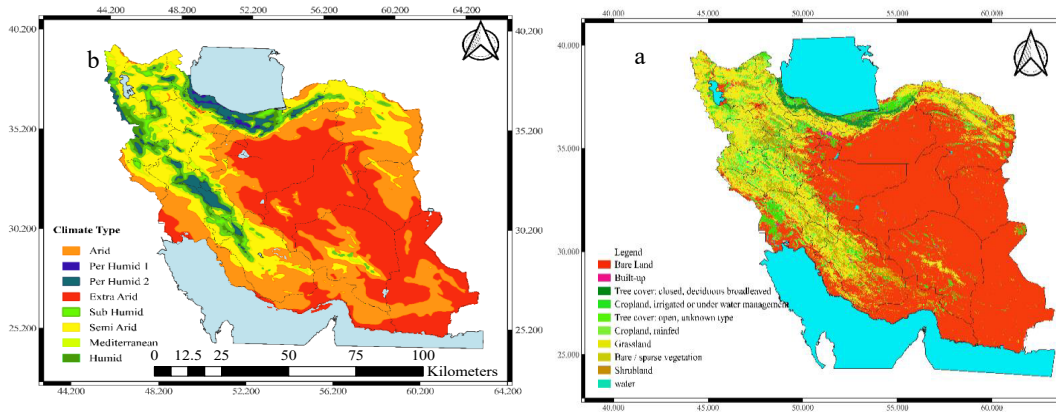 44.200 48.200 52.200 56.200 60.200 64.200
40.200 40.200
b
35.200 35.200
30.200 30.200
25.200 25.200
Climate Type
Arid
Per Humid 1
Per Humid 2
Extra Arid
Sub Humid
Semi Arid
Mediterranean
Humid
0 12.5 25 50 75 100
Kilometers
44.200 48.200 52.200 56.200 60.200 64.200
40.000 45.000 50.000 55.000 60.000
40.000
a
35.000
30.000
25.000
Legend
Bare Land
Built-up
Tree cover: closed, deciduous broadleaved
Cropland, irrigated or under water management
Tree cover: open, unknown type
Cropland, rainfed
Grassland
Bare / sparse vegetation
Shrubland
water
40.000 45.000 50.000 55.000 60.000